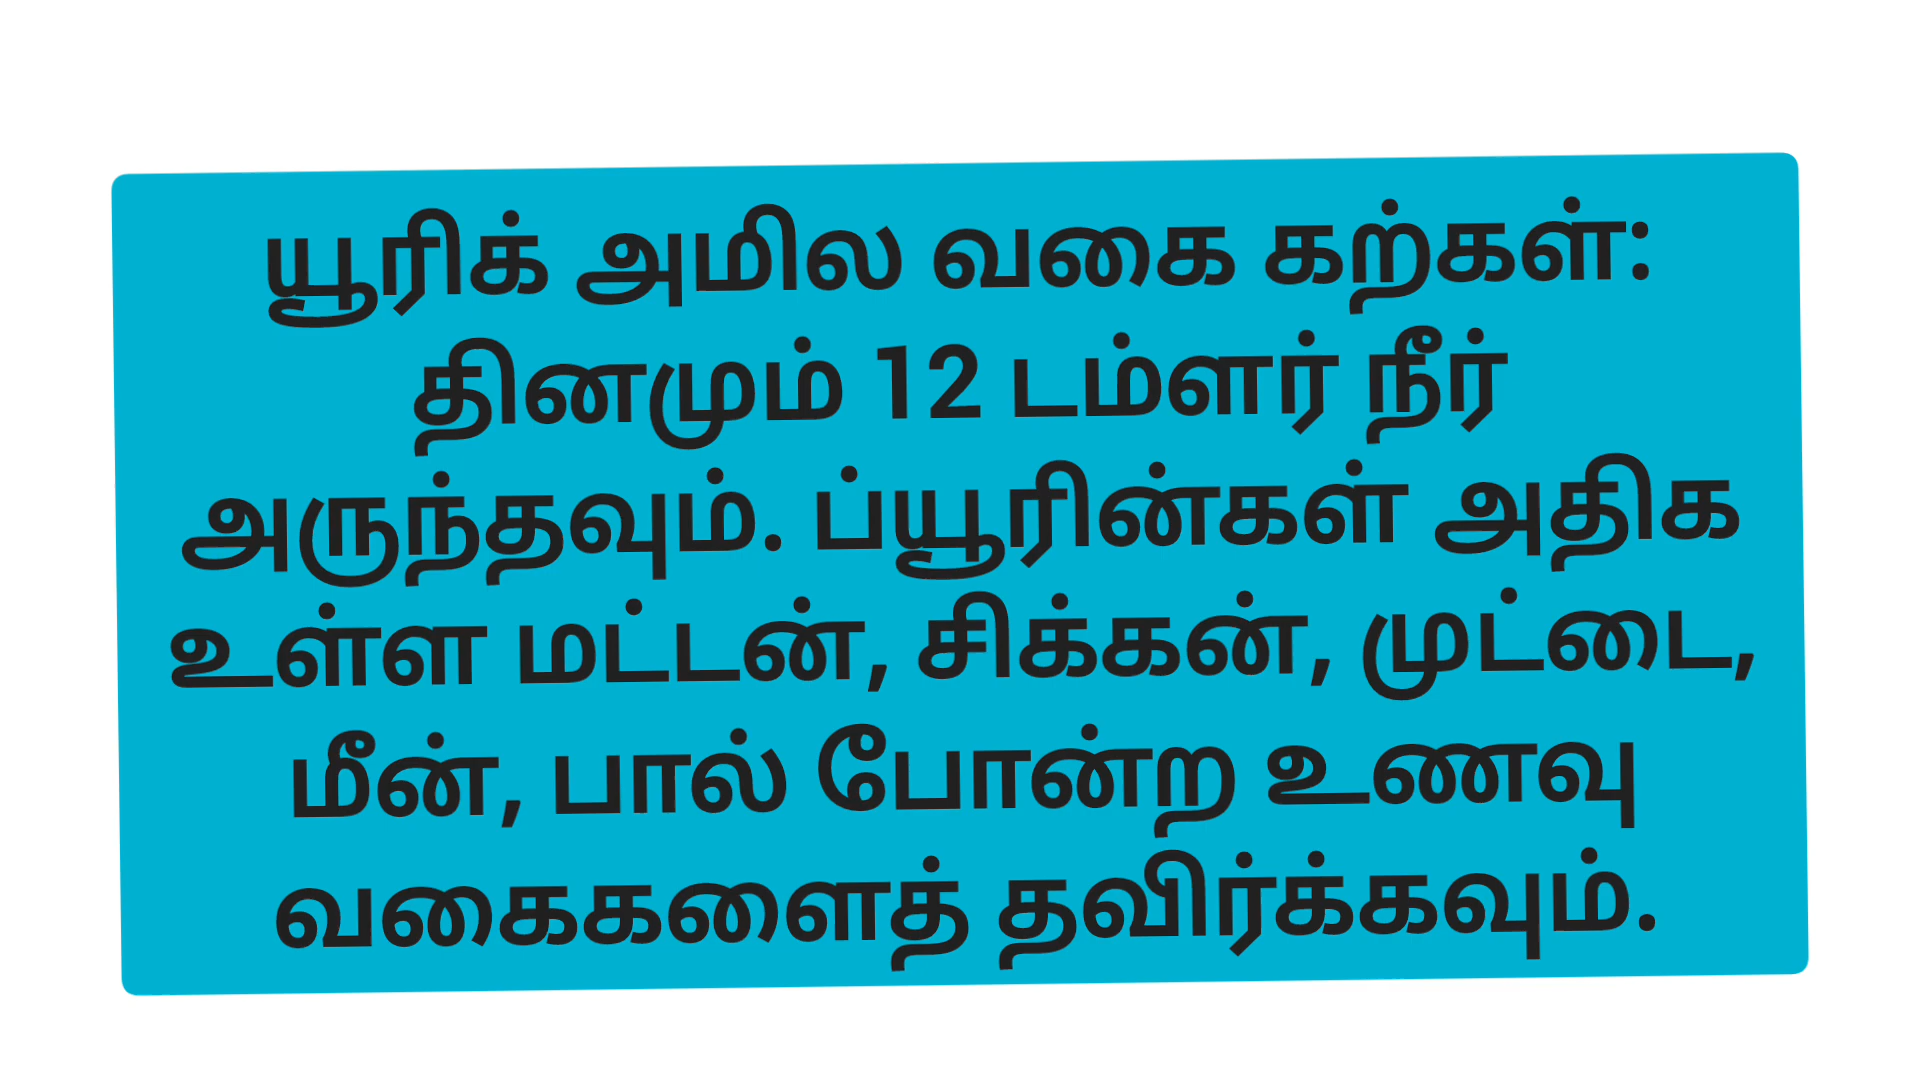 யூரிக் அமில வகை கற்கள்:
தினமும் 12 டம்ளர் நீர்
அருந்தவும். ப்யூரின்கள் அதிக
உள்ள மட்டன், சிக்கன், முட்டை,
மீன், பால் போன்ற உணவு
வகைகளைத் தவிர்க்கவும்.